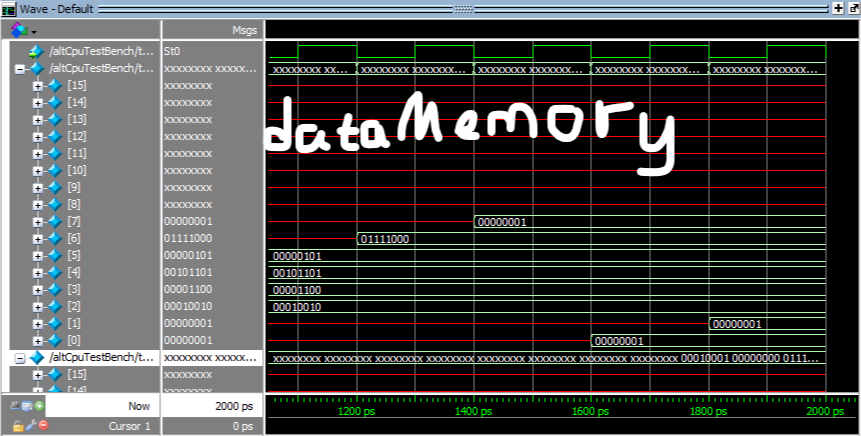 Wave - Default
Msgs
/altCpuTestBench/t... St0
/altCpuTestBench/t... xxxxxxxx xxxxx... xxxxxxxx xx... xxxxxxxx xxxxxxx... xxxxxxxx xxxxxxx... xxxxxxxx xxxxxxx... xxxxxxxx xxxxxxx...
[15] xxxxxxxx
[14] xxxxxxxx
[13] xxxxxxxx
dataMemory
[12] xxxxxxxx
[11] xxxxxxxx
[10] xxxxxxxx
[9] xxxxxxxx
[8] xxxxxxxx
[7] 00000001 00000001
[6] 01111000 01111000
[5] 00000101 00000101
[4] 00101101 00101101
[3] 00001100 00001100
[2] 00010010 00010010
[1] 00000001 00000001
[0] 00000001 00000001
/altCpuTestBench/t... xxxxxxxx xxxxx... xxxxxxxx xxxxxxxx xxxxxxxx xxxxxxxx xxxxxxxx xxxxxxxx xxxxxxxx xxxxxxxx 00010001 00000000 0111...
[15] xxxxxxxx
Now 2000 ps 1200 ps 1400 ps 1600 ps 1800 ps 2000 ps
Cursor 1 0 ps